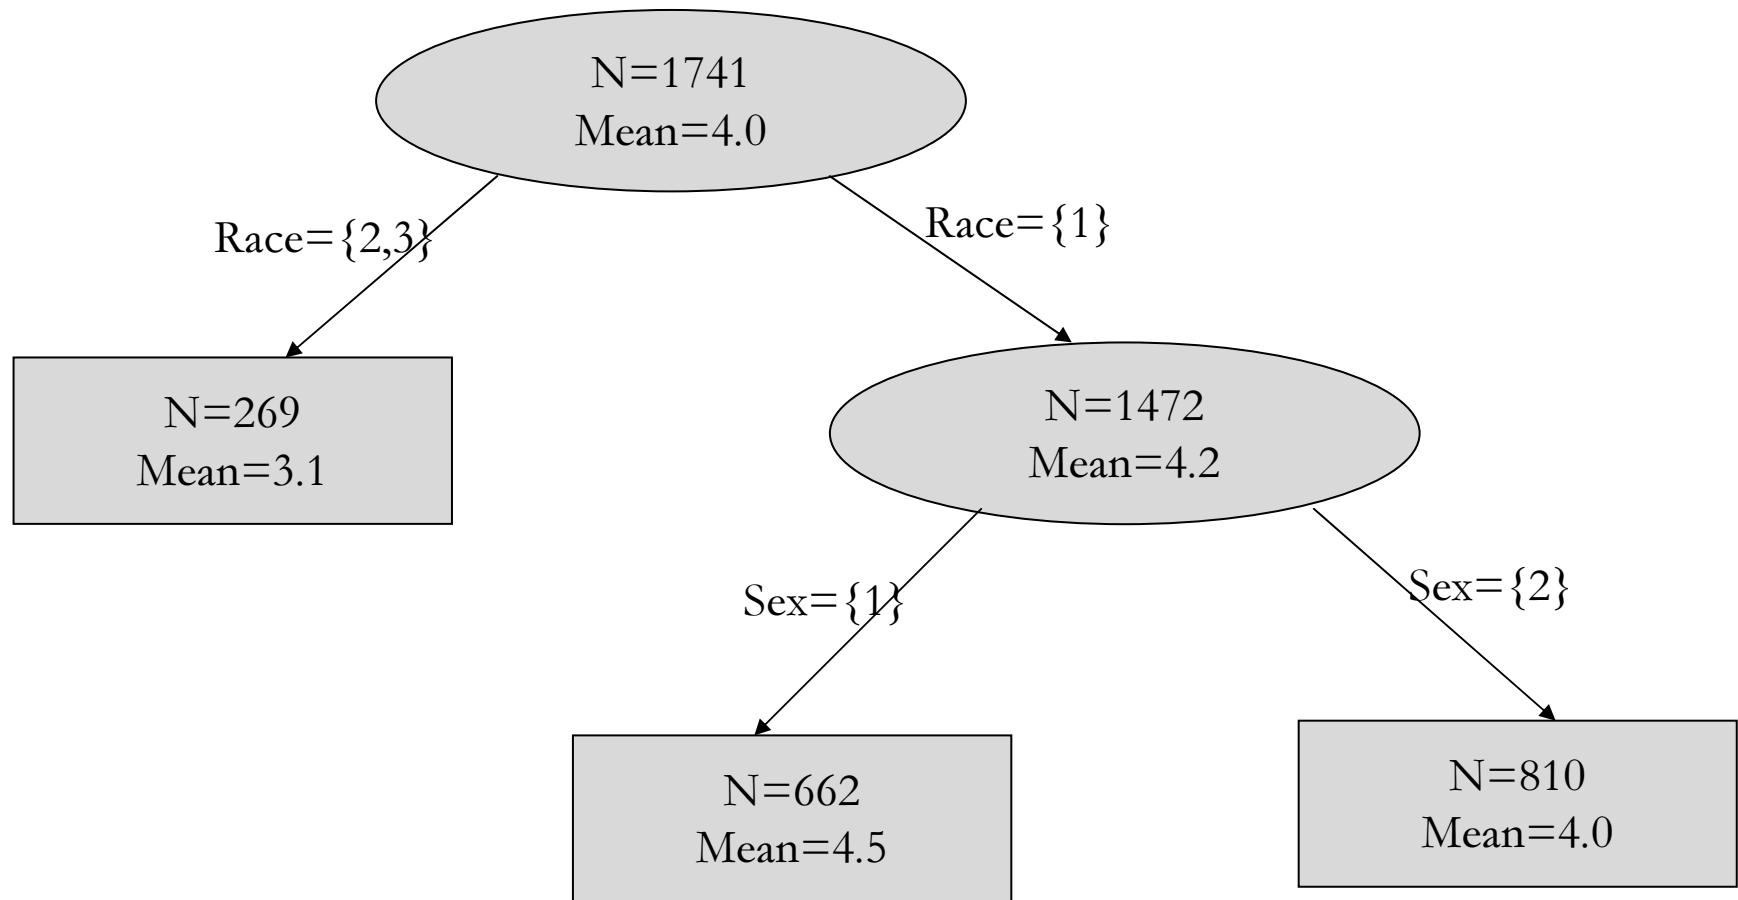 N=1741
Mean=4.0
Race={2,3}
Race={1}
N=269
Mean=3.1
N=1472
Mean=4.2
Sex={1}
Sex={2}
N=662
Mean=4.5
N=810
Mean=4.0